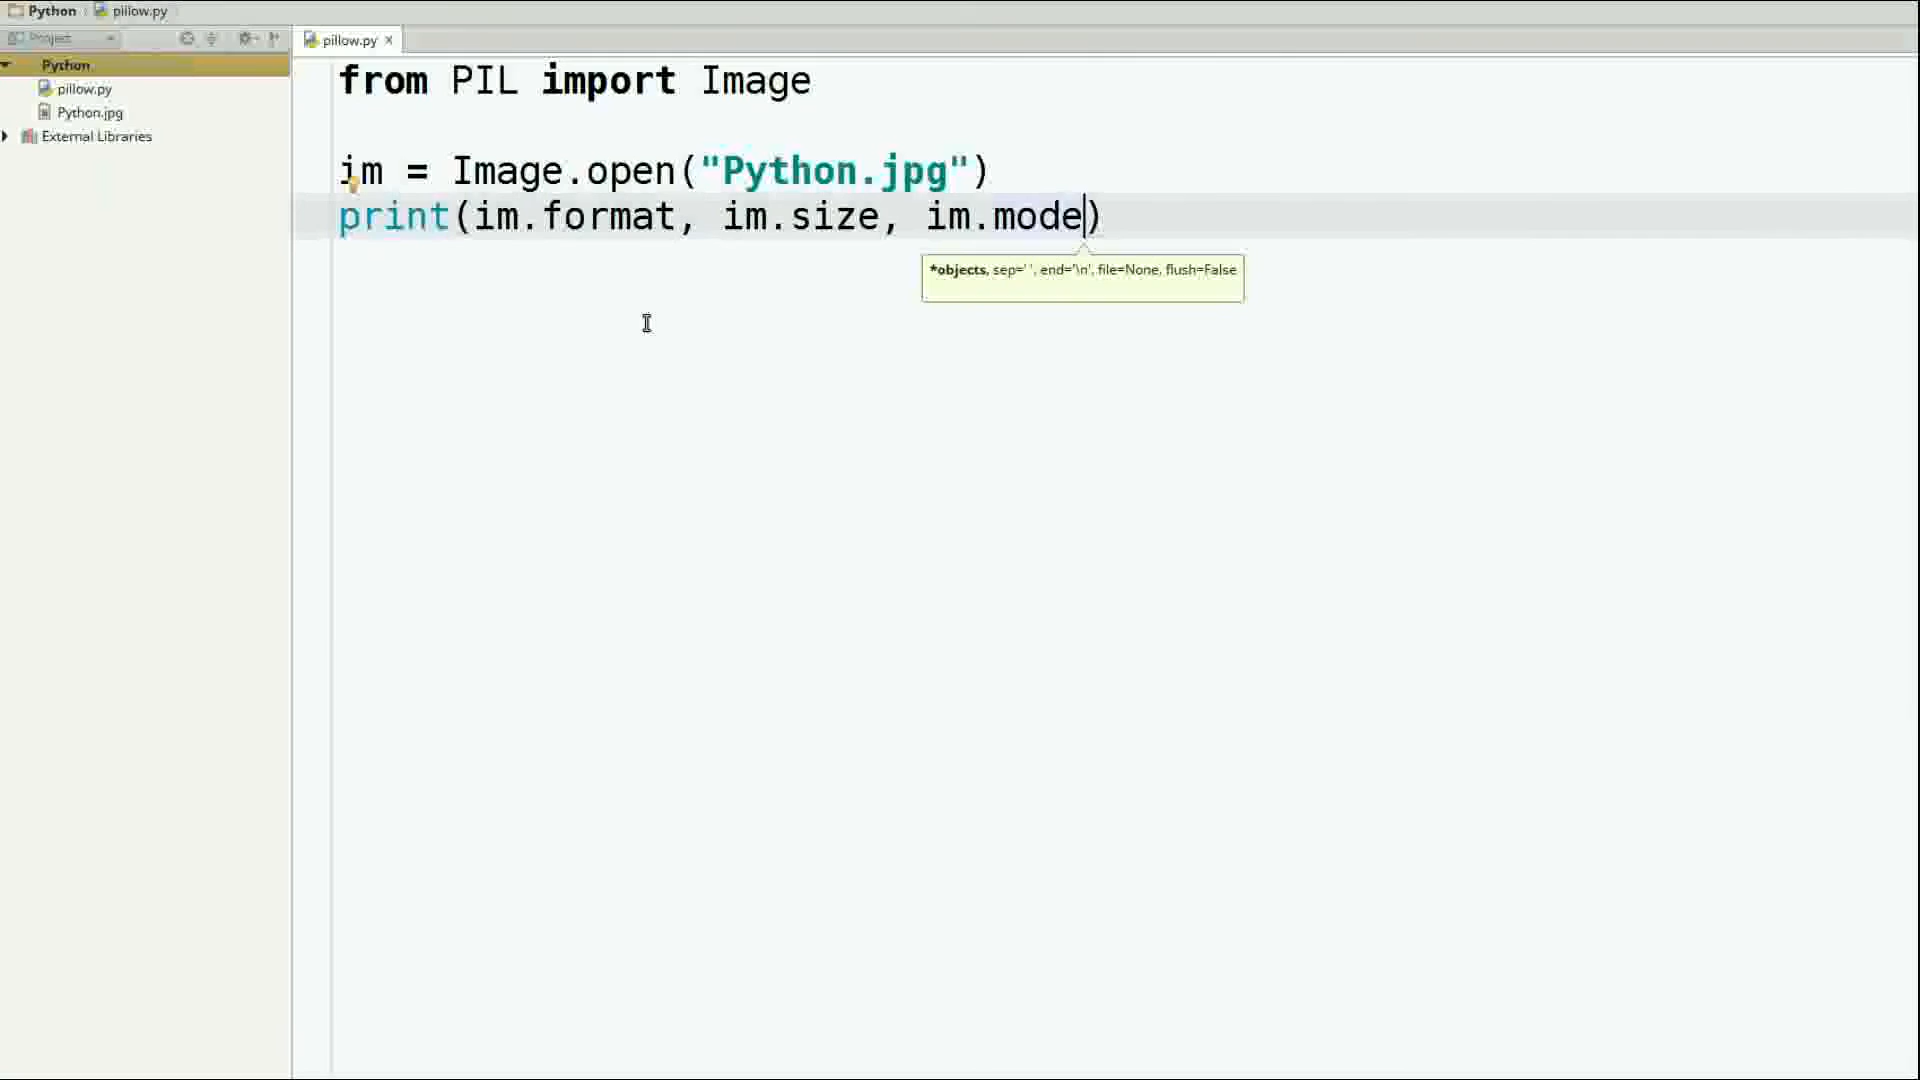 Python pillow.py
Project
pillow.py
Python
pillow.py
Python.jpg
External Libraries
from PIL import Image
im = Image.open("Python.jpg")
print(im.format, im.size, im.mode)
*objects, sep=' ', end='\n', file=None, flush=False